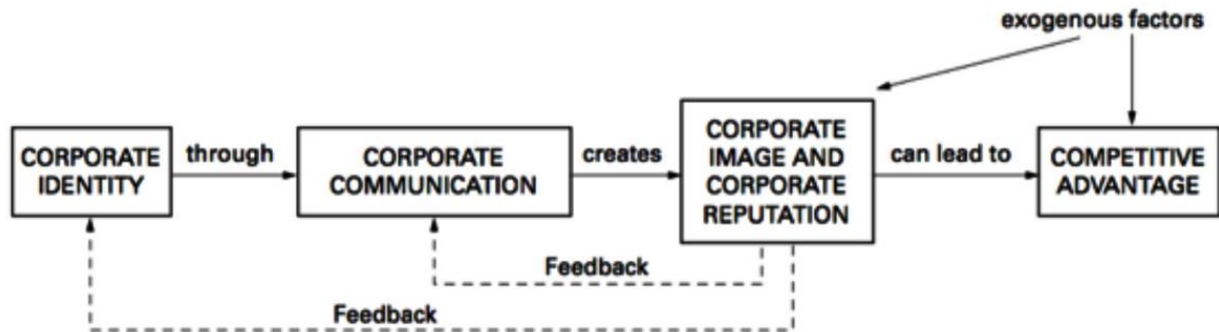 exogenous factors
CORPORATE
IDENTITY
through
CORPORATE
COMMUNICATION
creates
CORPORATE
IMAGE AND
CORPORATE
REPUTATION
can lead to
COMPETITIVE
ADVANTAGE
Feedback
Feedback